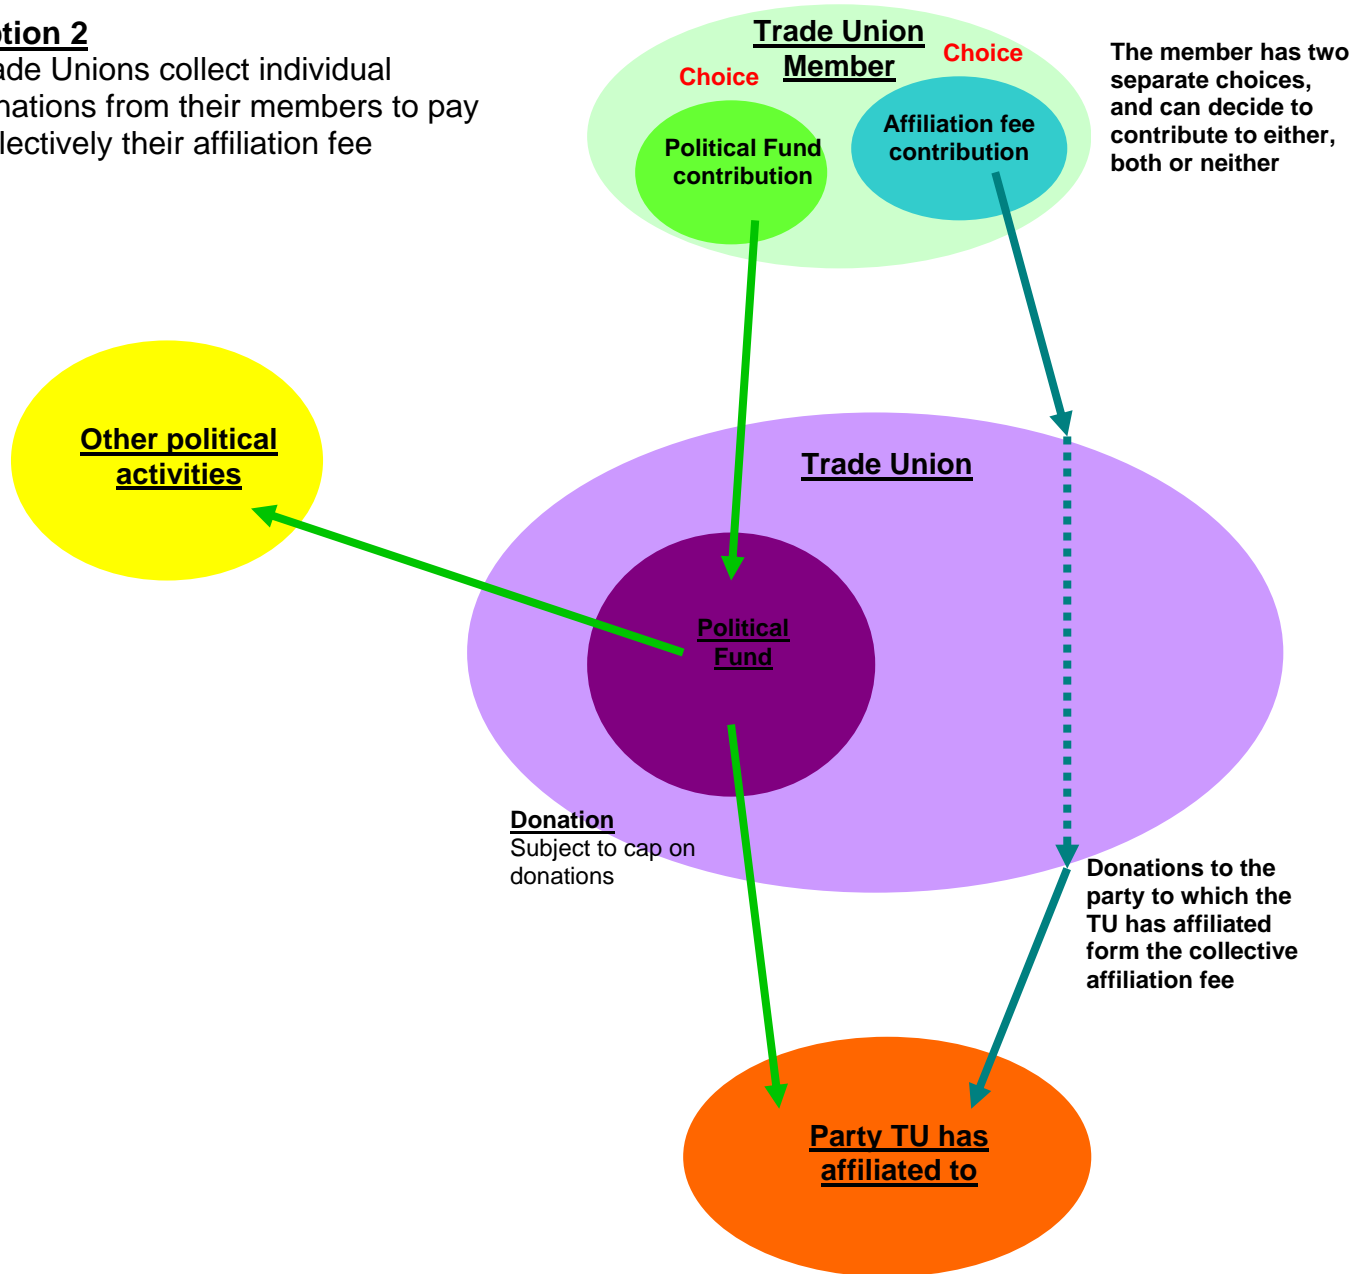 ption 2
ade Unions collect individual
nations from their members to pay
llectively their affiliation fee
Trade Union
Member
Choice
Choice
Political Fund
contribution
Affiliation fee
contribution
The member has two
separate choices,
and can decide to
contribute to either,
both or neither
Other political
activities
Trade Union
Political
Fund
Donation
Subject to cap on
donations
Donations to the
party to which the
TU has affiliated
form the collective
affiliation fee
Party TU has
affiliated to